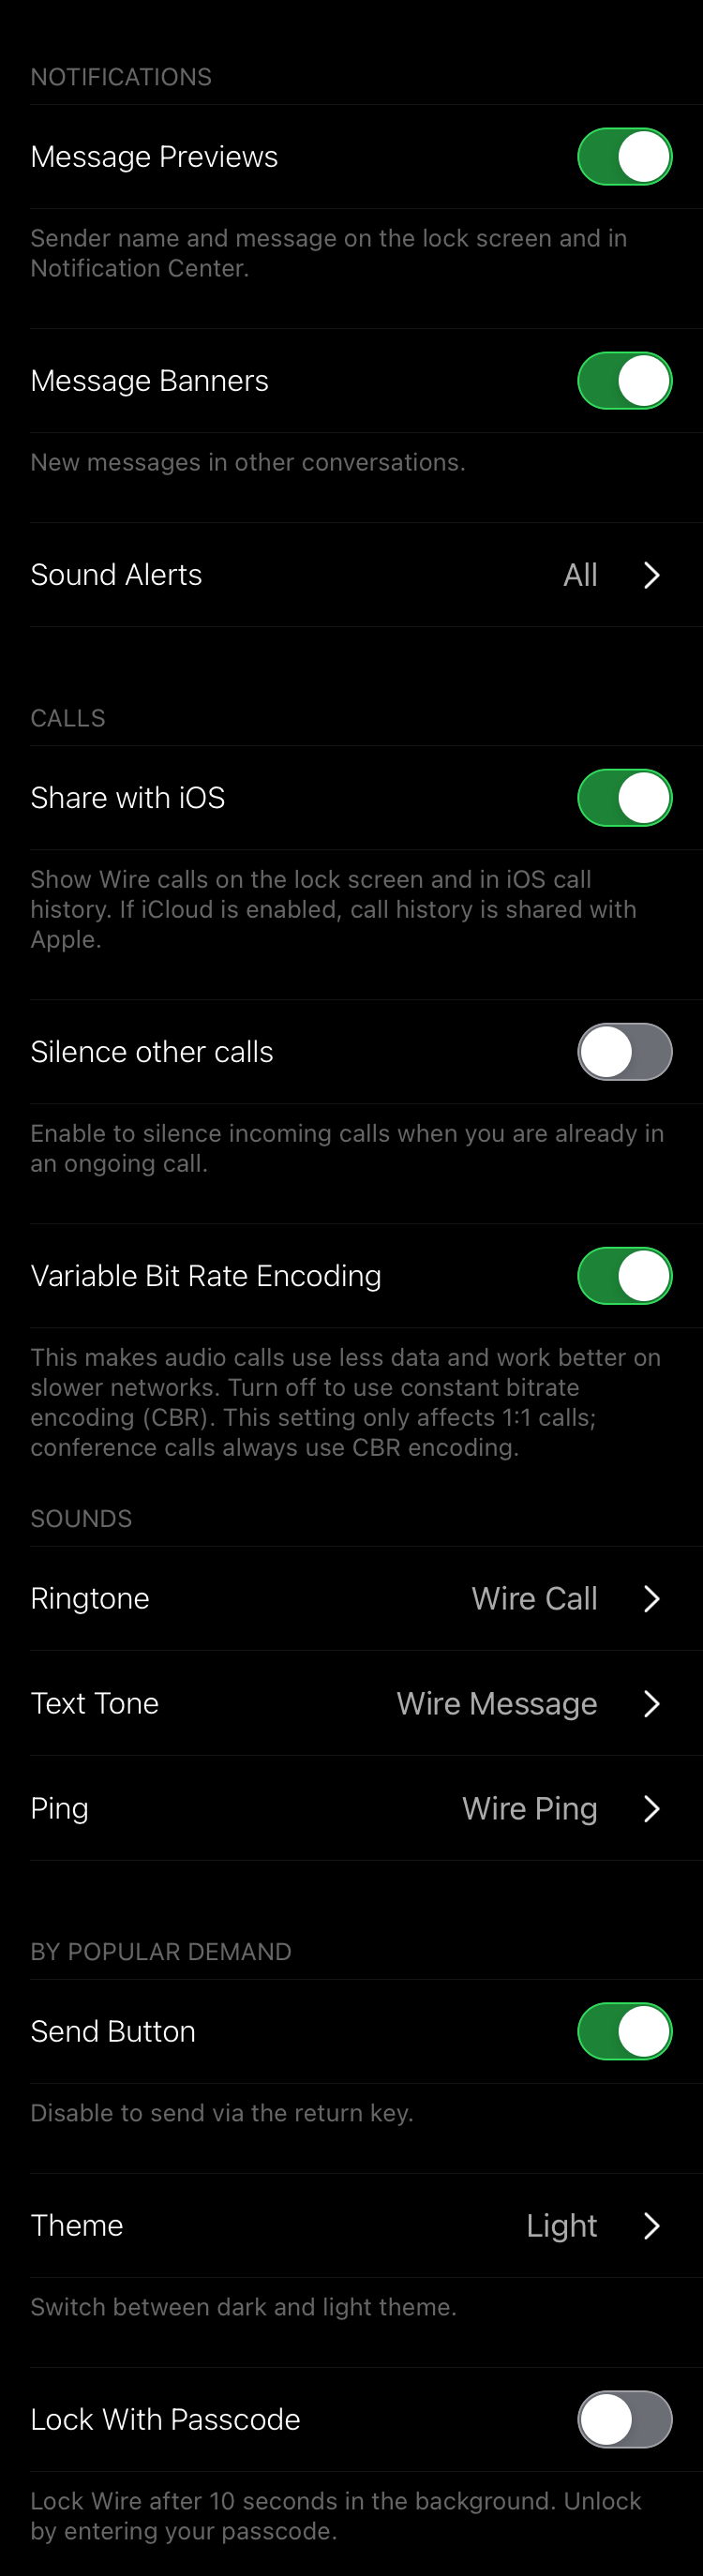 NOTIFICATIONS
Message Previews
Sender name and message on the lock screen and in
Notification Center.
Message Banners
New messages in other conversations.
Sound Alerts All
CALLS
Share with iOS
Show Wire calls on the lock screen and in iOS call
history. If iCloud is enabled, call history is shared with
Apple.
Silence other calls
Enable to silence incoming calls when you are already in
an ongoing call.
Variable Bit Rate Encoding
This makes audio calls use less data and work better on
slower networks. Turn off to use constant bitrate
encoding (CBR). This setting only affects 1:1 calls;
conference calls always use CBR encoding.
SOUNDS
Ringtone Wire Call
Text Tone Wire Message
Ping Wire Ping
BY POPULAR DEMAND
Send Button
Disable to send via the return key.
Theme Light
Switch between dark and light theme.
Lock With Passcode
Lock Wire after 10 seconds in the background. Unlock
by entering your passcode.